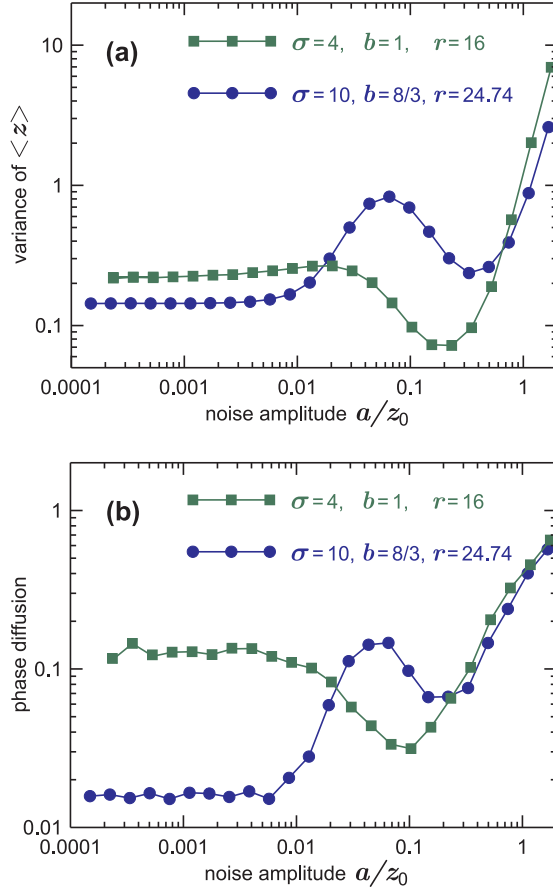 (a)
σ=4, b=1, r=16
σ=10, b=8/3, r=24.74
variance of <z>
10
1
0.1
0.0001 0.001 0.01 0.1 1
noise amplitude a/z₀
(b)
σ=4, b=1, r=16
σ=10, b=8/3, r=24.74
phase diffusion
1
0.1
0.01
0.0001 0.001 0.01 0.1 1
noise amplitude a/z₀